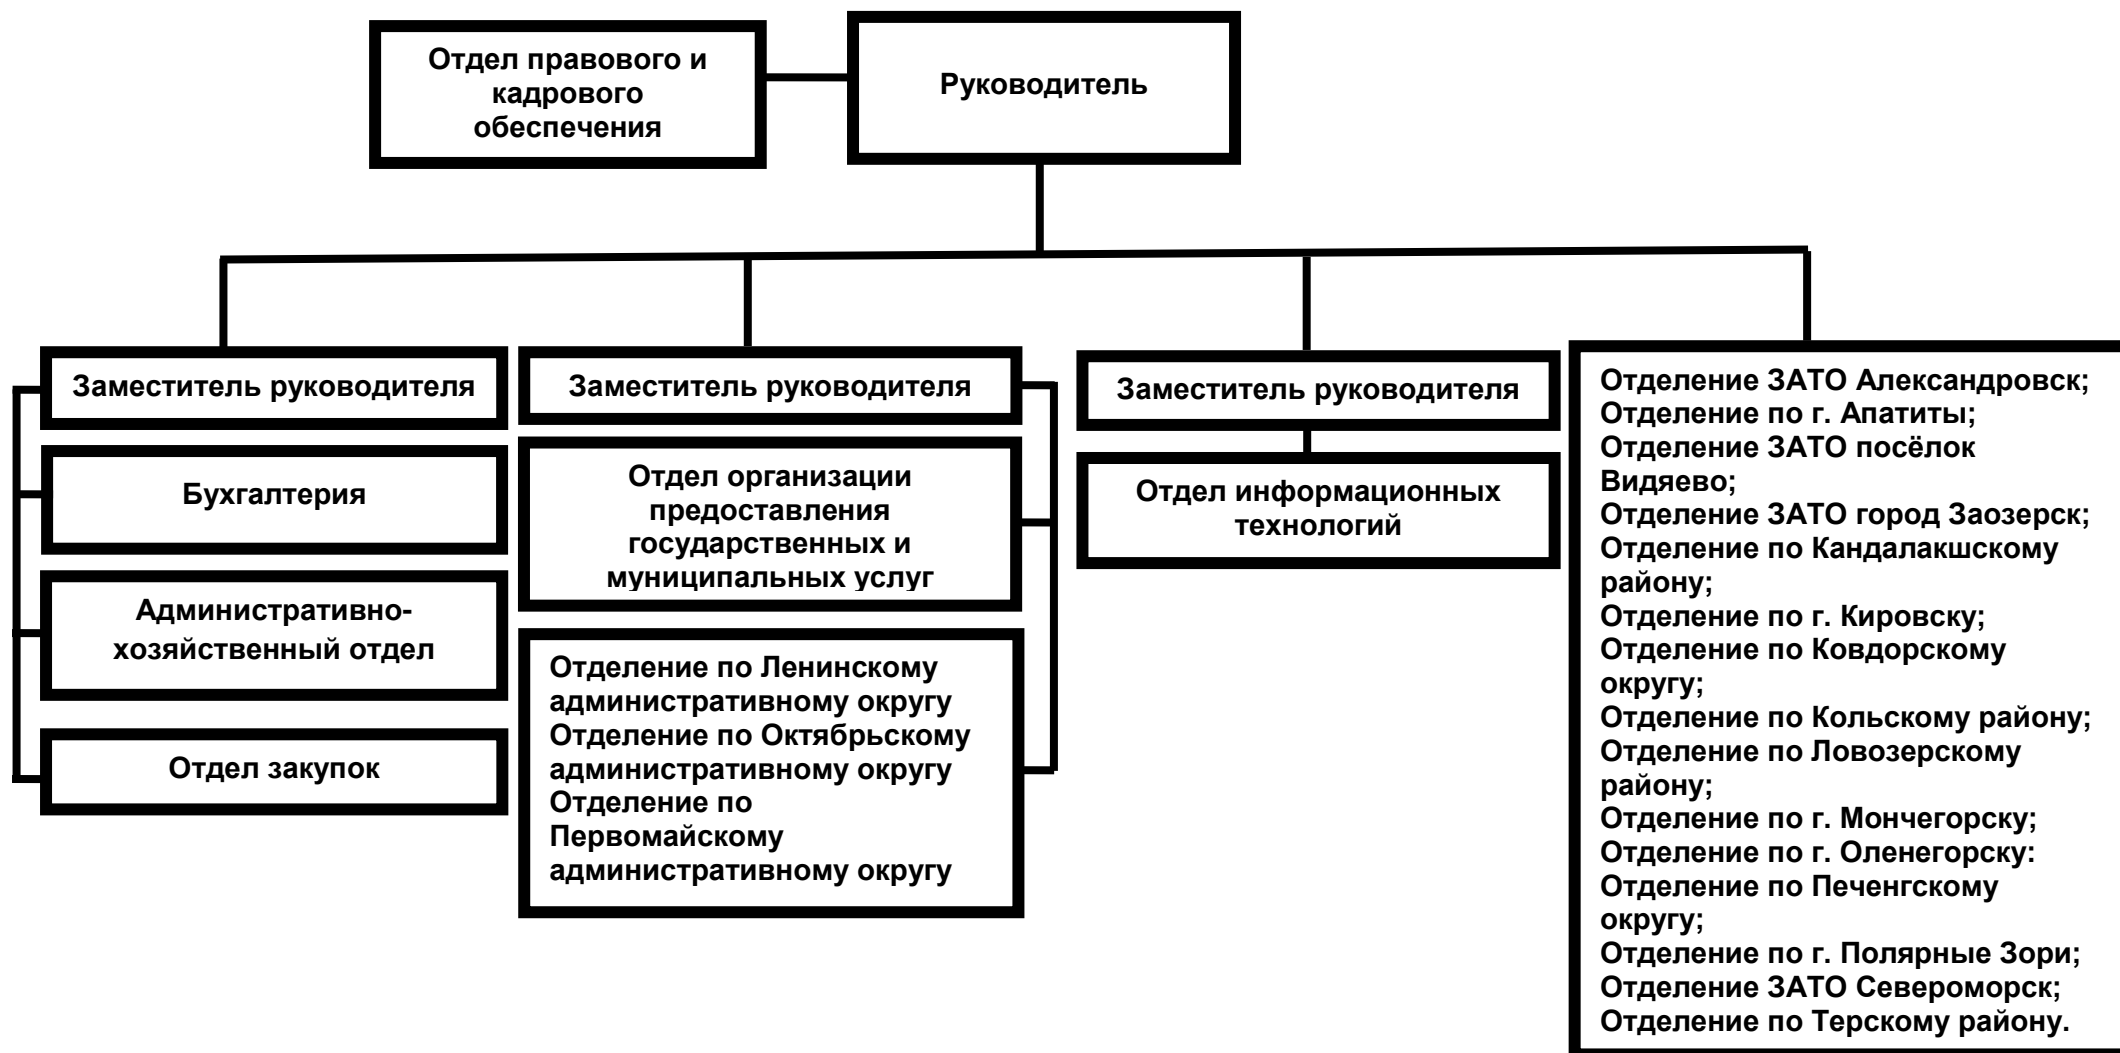 Отдел правового и
кадрового
обеспечения
Руководитель
Заместитель руководителя
Бухгалтерия
Административно-
хозяйственный отдел
Отдел закупок
Заместитель руководителя
Отдел организации
предоставления
государственных и
муниципальных услуг
Отделение по Ленинскому
административному округу
Отделение по Октябрьскому
административному округу
Отделение по
Первомайскому
административному округу
Заместитель руководителя
Отдел информационных
технологий
Отделение ЗАТО Александровск;
Отделение по г. Апатиты;
Отделение ЗАТО посёлок
Видяево;
Отделение ЗАТО город Заозерск;
Отделение по Кандалакшскому
району;
Отделение по г. Кировску;
Отделение по Ковдорскому
округу;
Отделение по Кольскому району;
Отделение по Ловозерскому
району;
Отделение по г. Мончегорску;
Отделение по г. Оленегорску:
Отделение по Печенгскому
округу;
Отделение по г. Полярные Зори;
Отделение ЗАТО Североморск;
Отделение по Терскому району.